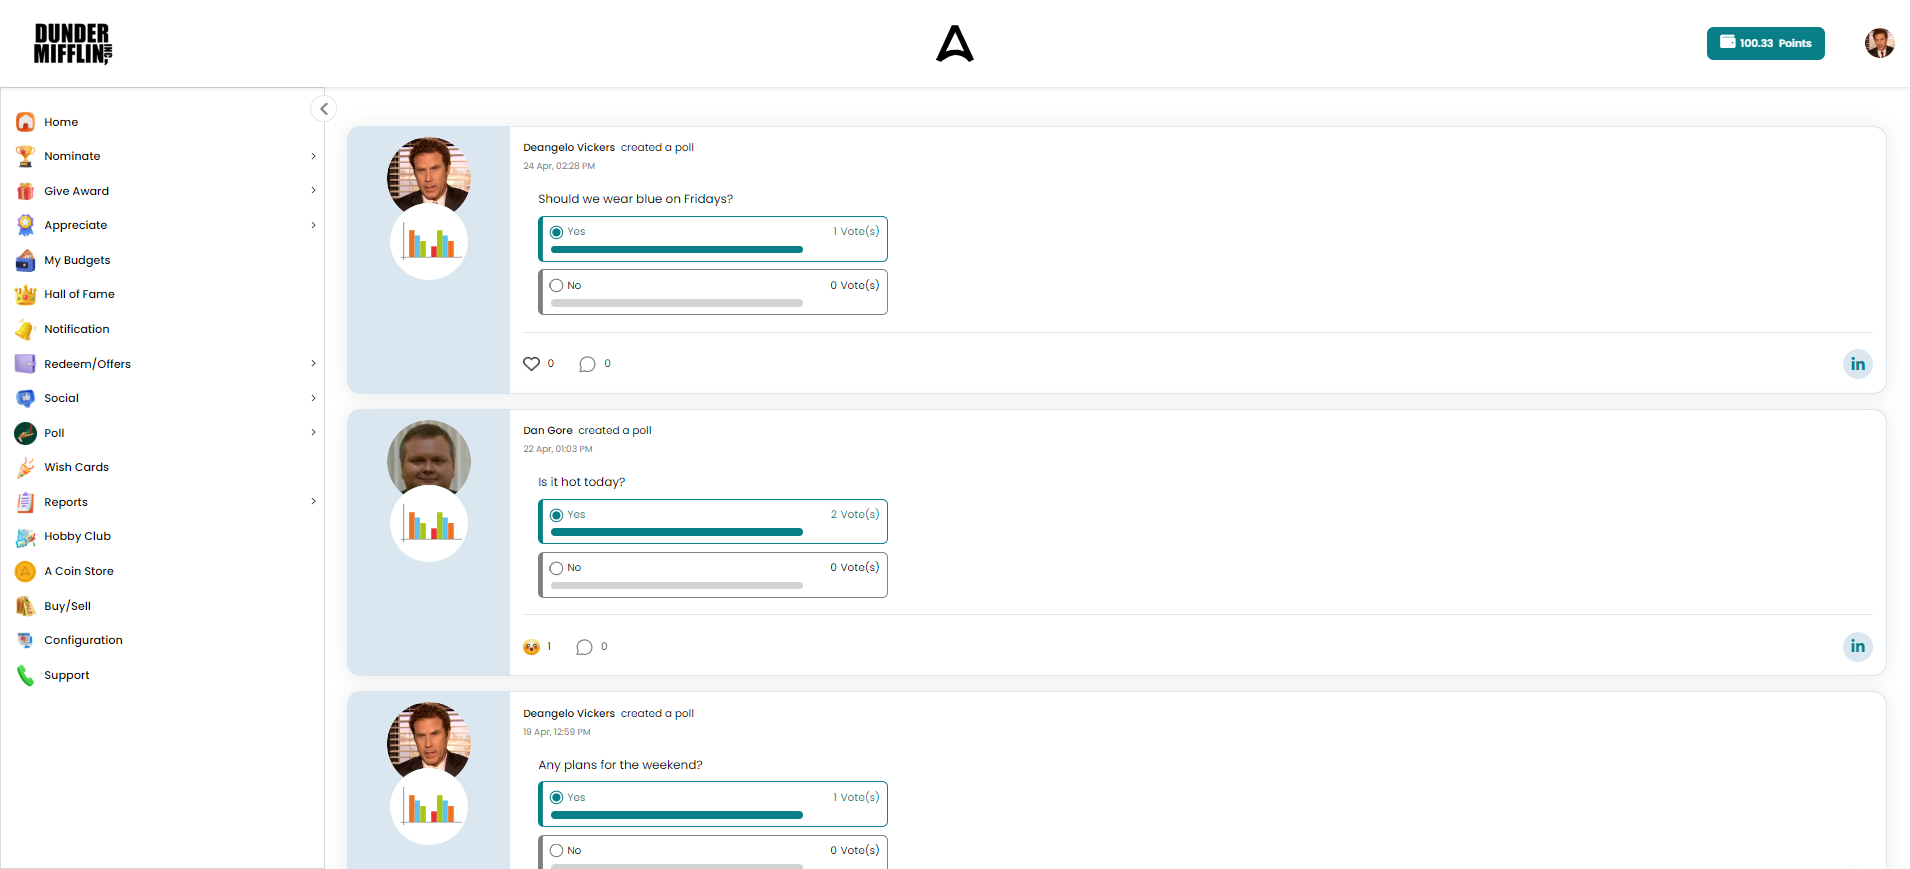 DUNDER
MIFFLIN, INC
100.33 Points
Home
Nominate
Give Award
Appreciate
My Budgets
Hall of Fame
Notification
Redeem/Offers
Social
Poll
Wish Cards
Reports
Hobby Club
A Coin Store
Buy/Sell
Configuration
Support
Deangelo Vickers created a poll
24 Apr, 02:28 PM
Should we wear blue on Fridays?
Yes 1 Vote(s)
No 0 Vote(s)
0 0
in
Dan Gore created a poll
22 Apr, 01:03 PM
Is it hot today?
Yes 2 Vote(s)
No 0 Vote(s)
1 0
in
Deangelo Vickers created a poll
19 Apr, 12:59 PM
Any plans for the weekend?
Yes 1 Vote(s)
No 0 Vote(s)